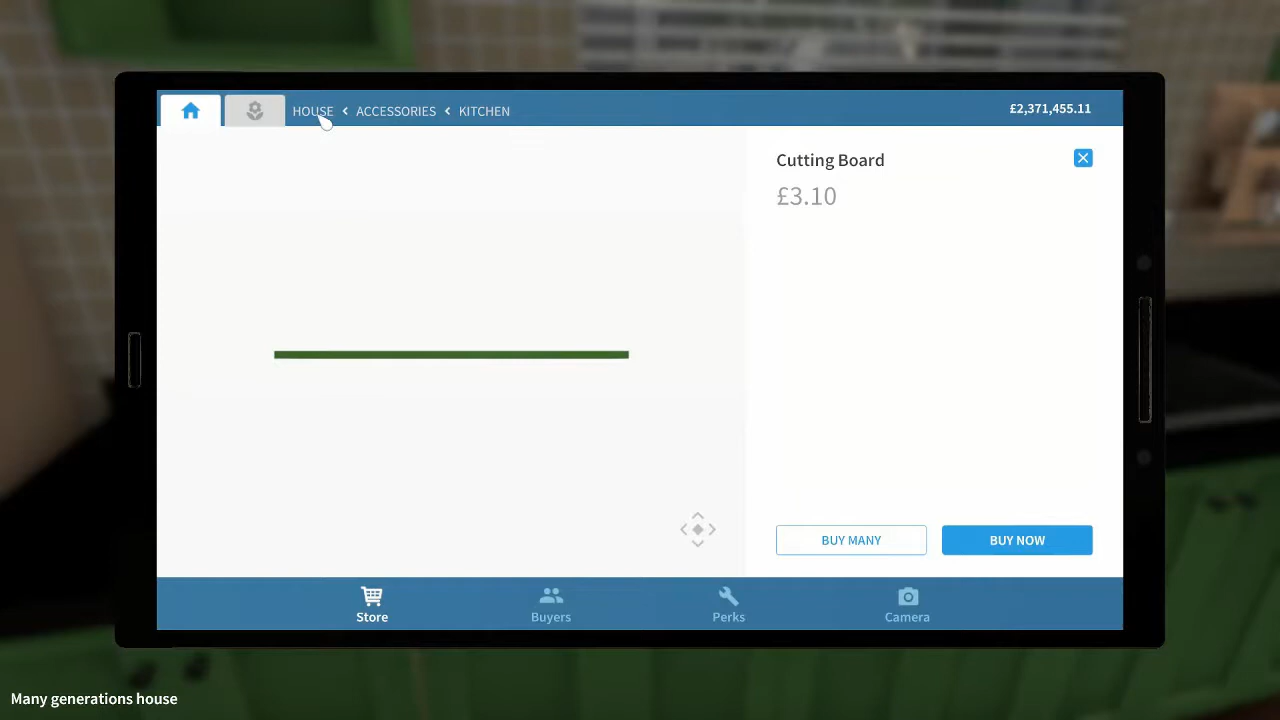 HOUSE < ACCESSORIES < KITCHEN
£2,371,455.11
Cutting Board
£3.10
BUY MANY
BUY NOW
Store
Buyers
Perks
Camera
Many generations house